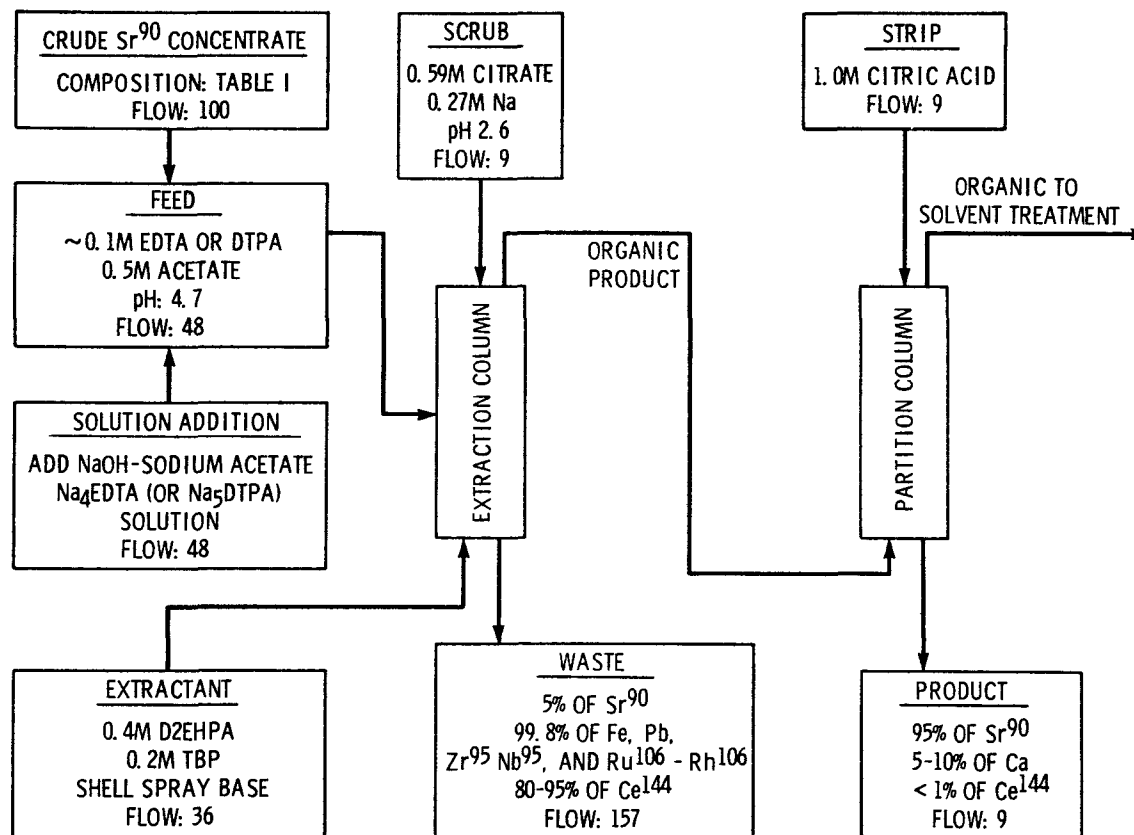 CRUDE Sr⁹⁰ CONCENTRATE
COMPOSITION: TABLE I
FLOW: 100
SCRUB
0.59M CITRATE
0.27M Na
pH 2.6
FLOW: 9
STRIP
1.0M CITRIC ACID
FLOW: 9
FEED
~0.1M EDTA OR DTPA
0.5M ACETATE
pH: 4.7
FLOW: 48
ORGANIC
PRODUCT
ORGANIC TO
SOLVENT TREATMENT
EXTRACTION COLUMN
PARTITION COLUMN
SOLUTION ADDITION
ADD NaOH-SODIUM ACETATE
Na₄EDTA (OR Na₅DTPA)
SOLUTION
FLOW: 48
EXTRACTANT
0.4M D2EHPA
0.2M TBP
SHELL SPRAY BASE
FLOW: 36
WASTE
5% OF Sr⁹⁰
99.8% OF Fe, Pb,
Zr⁹⁵ Nb⁹⁵, AND Ru¹⁰⁶ - Rh¹⁰⁶
80-95% OF Ce¹⁴⁴
FLOW: 157
PRODUCT
95% OF Sr⁹⁰
5-10% OF Ca
< 1% OF Ce¹⁴⁴
FLOW: 9